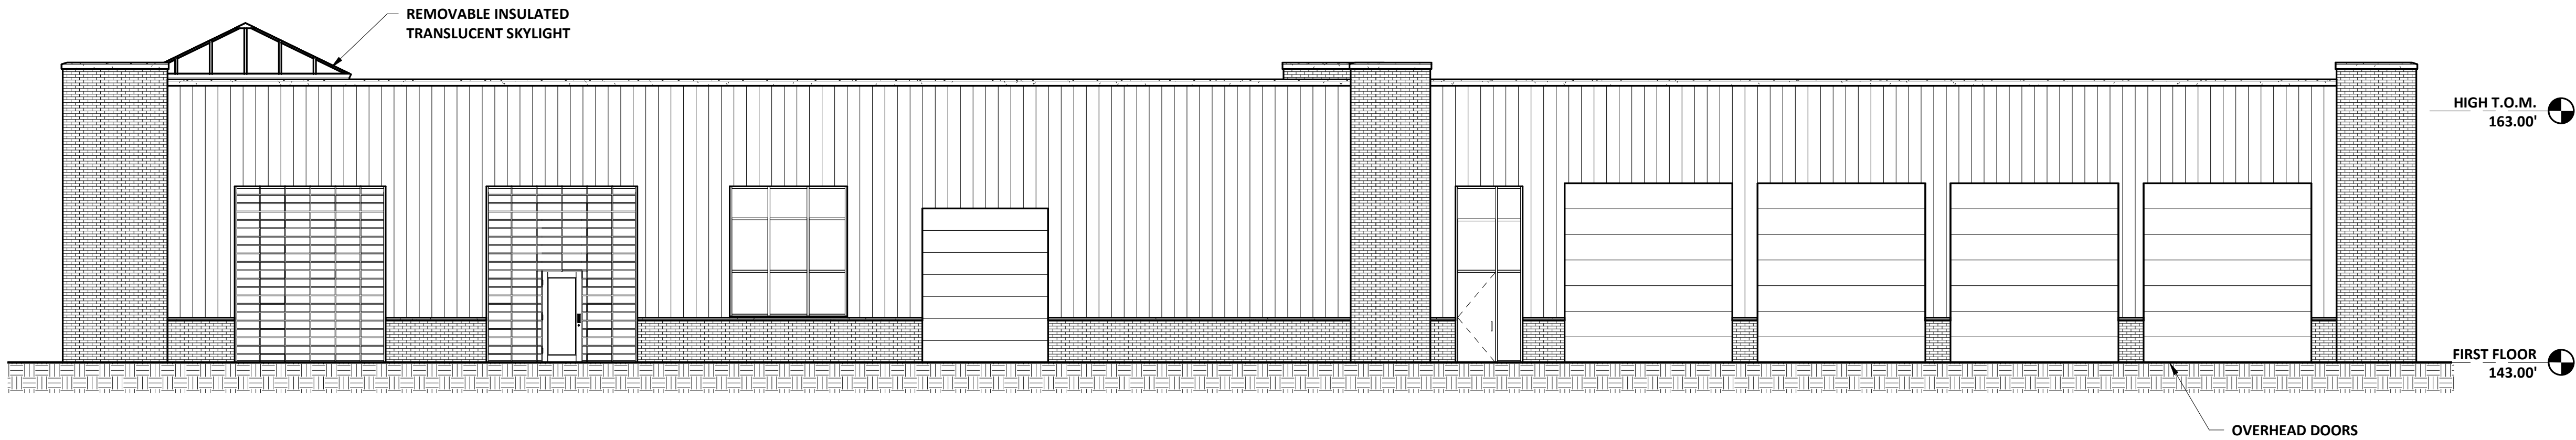 REMOVABLE INSULATED
TRANSLUCENT SKYLIGHT
HIGH T.O.M.
163.00'
FIRST FLOOR
143.00'
OVERHEAD DOORS